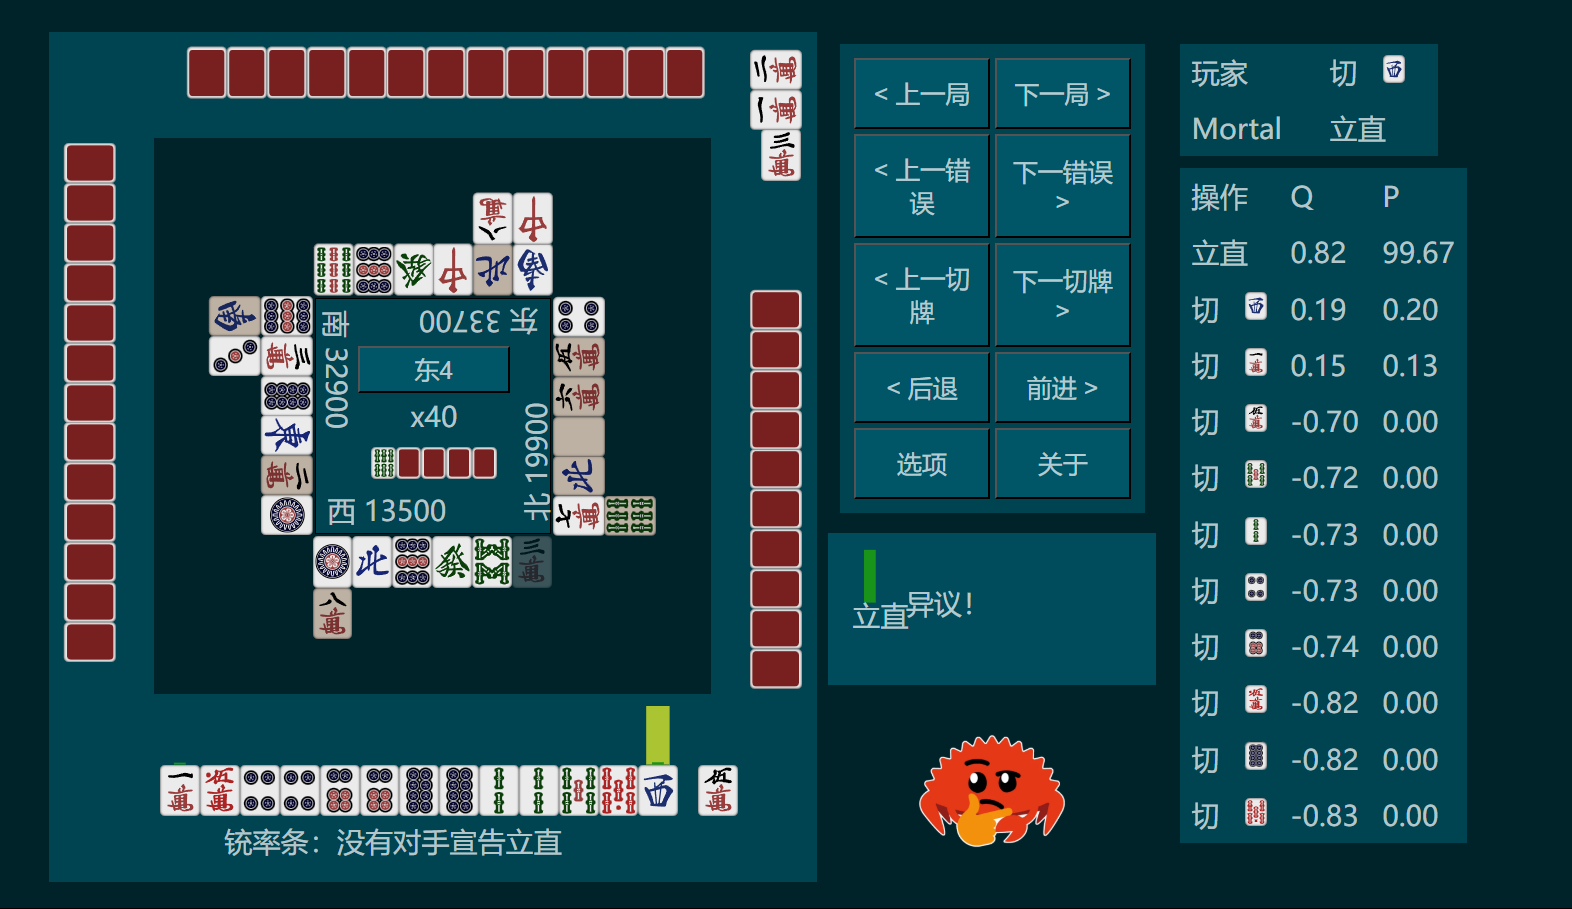 东 33700
南 32900
东4
x40
北 19900
西 13500
铳率条：没有对手宣告立直
< 上一局
下一局 >
< 上一错
误
下一错误
>
< 上一切
牌
下一切牌
>
< 后退
前进 >
选项
关于
立直
异议！
玩家 切
Mortal 立直
操作 Q P
立直 0.82 99.67
切 0.19 0.20
切 0.15 0.13
切 -0.70 0.00
切 -0.72 0.00
切 -0.73 0.00
切 -0.73 0.00
切 -0.74 0.00
切 -0.82 0.00
切 -0.82 0.00
切 -0.83 0.00